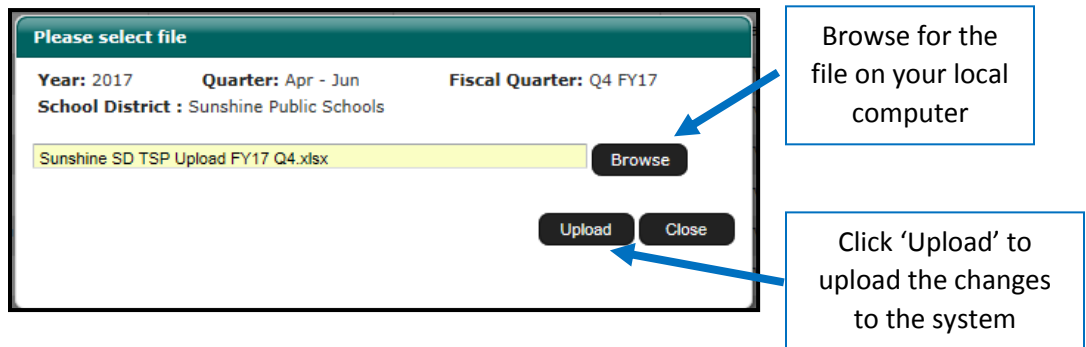 Please select file
Year: 2017 Quarter: Apr - Jun Fiscal Quarter: Q4 FY17
School District : Sunshine Public Schools
Sunshine SD TSP Upload FY17 Q4.xlsx Browse
Upload Close
Browse for the
file on your local
computer
Click ‘Upload’ to
upload the changes
to the system